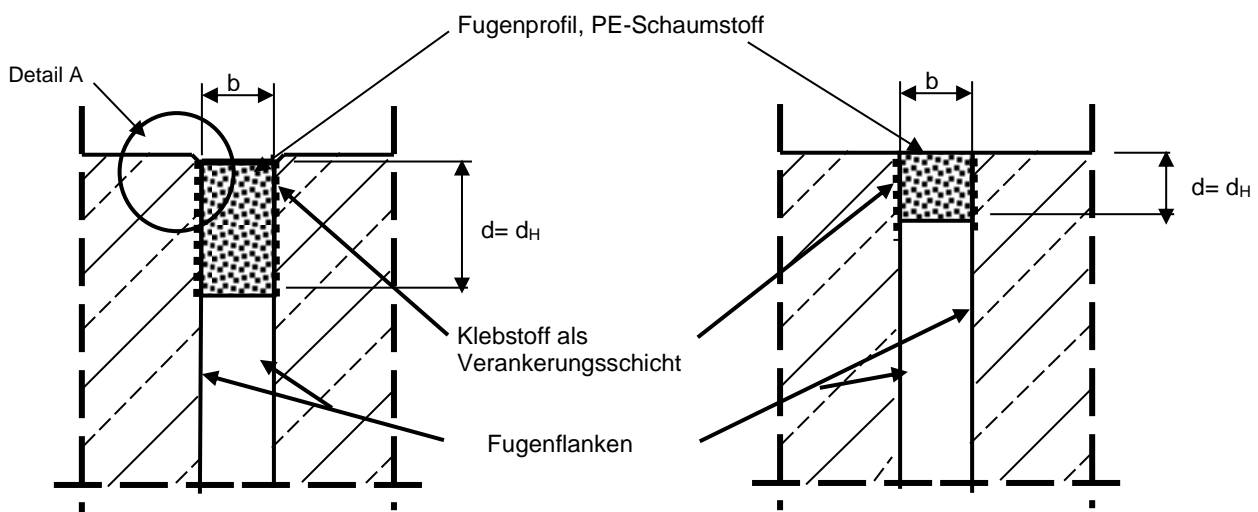 Fugenprofil, PE-Schaumstoff
Detail A
b
b
d= dH
d= dH
Klebstoff als
Verankerungsschicht
Fugenflanken